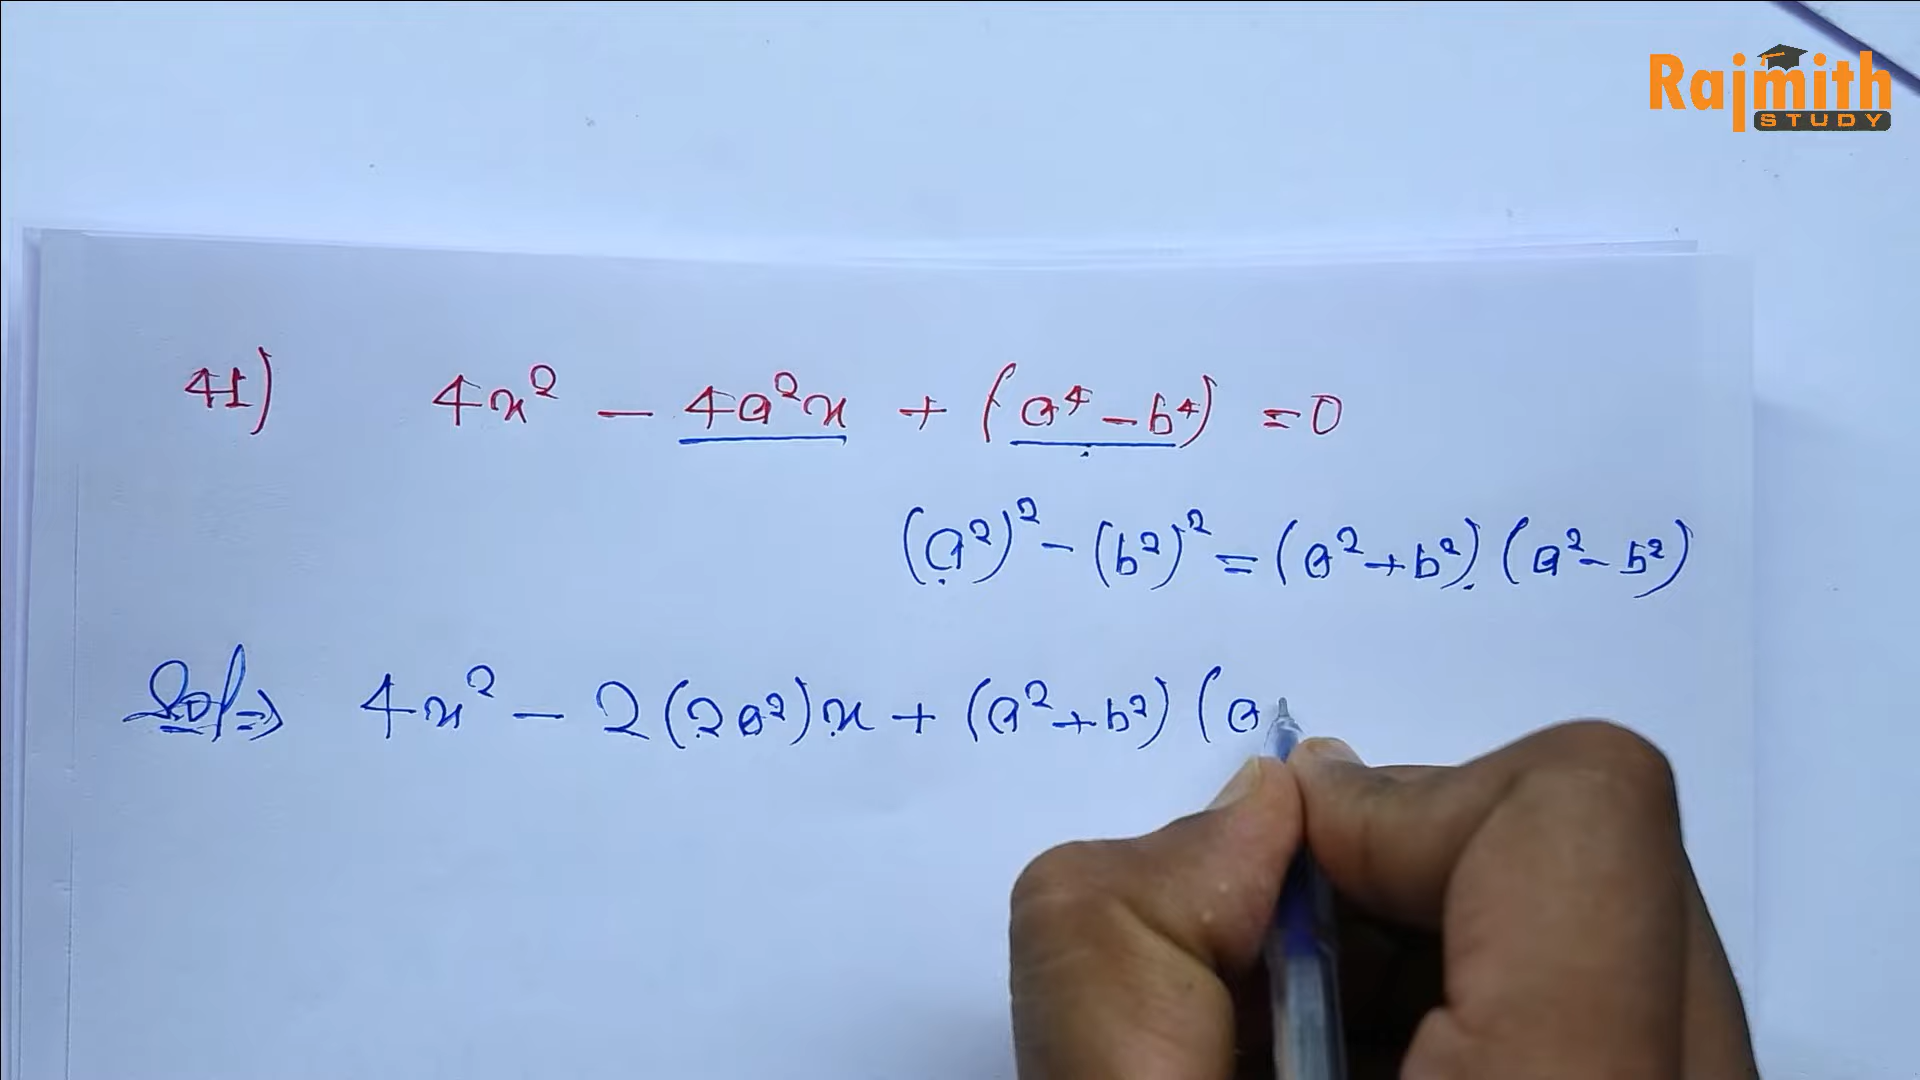 Rajmith
STUDY
41) 4x² - 4a²x + (a⁴ - b⁴) = 0
(a²)² - (b²)² = (a² + b²) (a² - b²)
Sol⇒ 4x² - 2(2a²)x + (a² + b²) (a